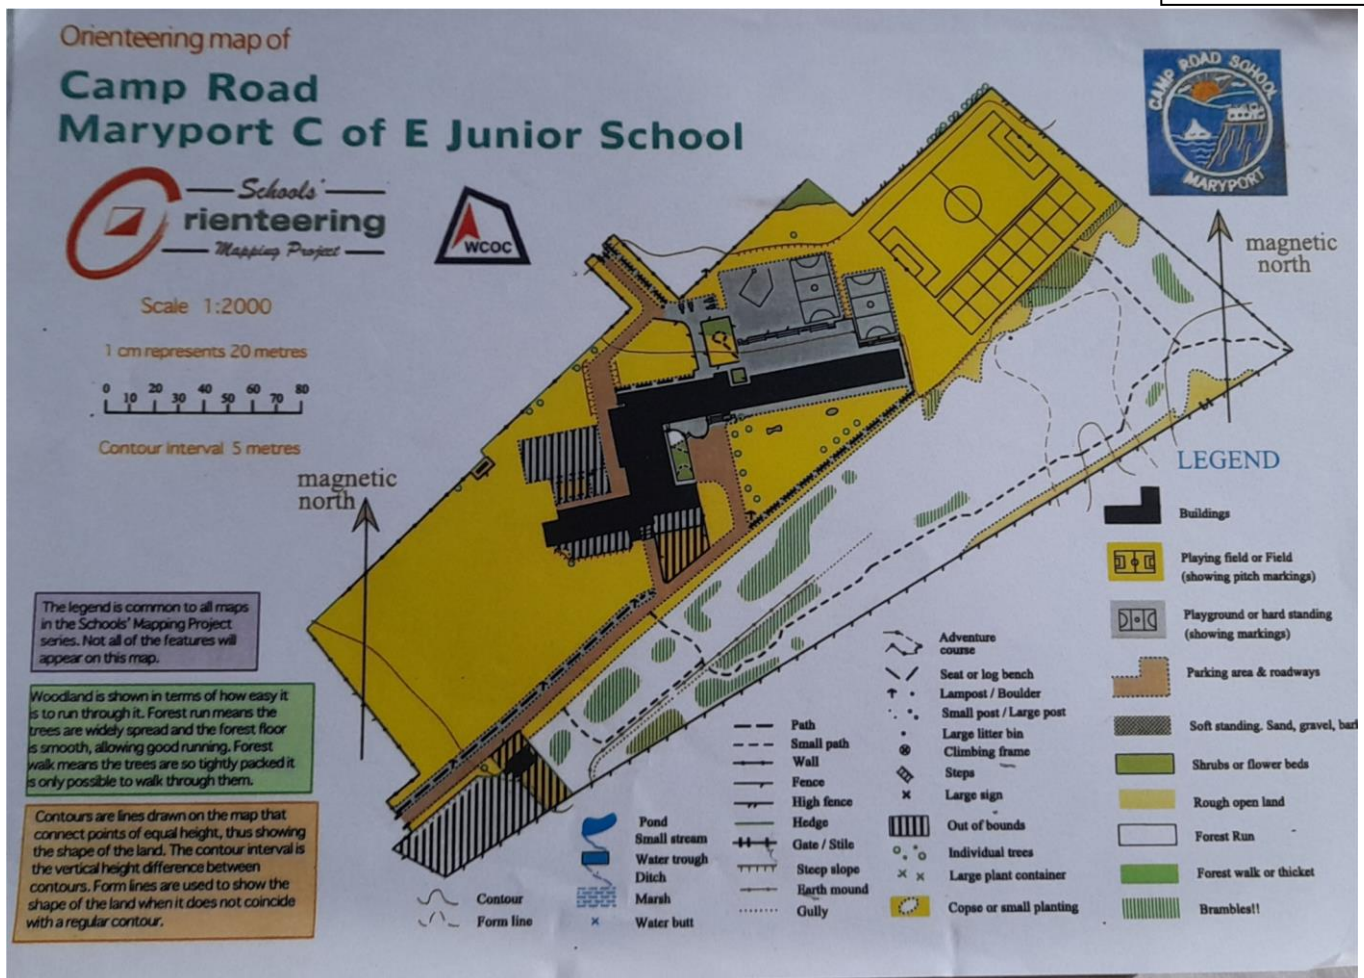 Orienteering map of
Camp Road
Maryport C of E Junior School
Schools'
rienteering
Mapping Project
WCOC
CAMP ROAD SCHOOL
MARYPORT
Scale 1:2000
1 cm represents 20 metres
0 20 40 60 80
10 30 50 70
Contour Interval 5 metres
magnetic
north
magnetic
north
The legend is common to all maps
in the Schools' Mapping Project
series. Not all of the features will
appear on this map.
Woodland is shown in terms of how easy it
is to run through it. Forest run means the
trees are widely spread and the forest floor
is smooth, allowing good running. Forest
walk means the trees are so tightly packed it
is only possible to walk through them.
Contours are lines drawn on the map that
connect points of equal height, thus showing
the shape of the land. The contour interval is
the vertical height difference between
contours. Form lines are used to show the
shape of the land when it does not coincide
with a regular contour.
Contour
Form line
Pond
Small stream
Water trough
Ditch
Marsh
Water butt
Path
Small path
Wall
Fence
High fence
Hedge
Gate / Stile
Steep slope
Earth mound
Gully
Adventure
course
Seat or log bench
Lampost / Boulder
Small post / Large post
Large litter bin
Climbing frame
Steps
Large sign
Out of bounds
Individual trees
Large plant container
Copse or small planting
LEGEND
Buildings
Playing field or Field
(showing pitch markings)
Playground or hard standing
(showing markings)
Parking area & roadways
Soft standing. Sand, gravel, bark
Shrubs or flower beds
Rough open land
Forest Run
Forest walk or thicket
Brambles!!